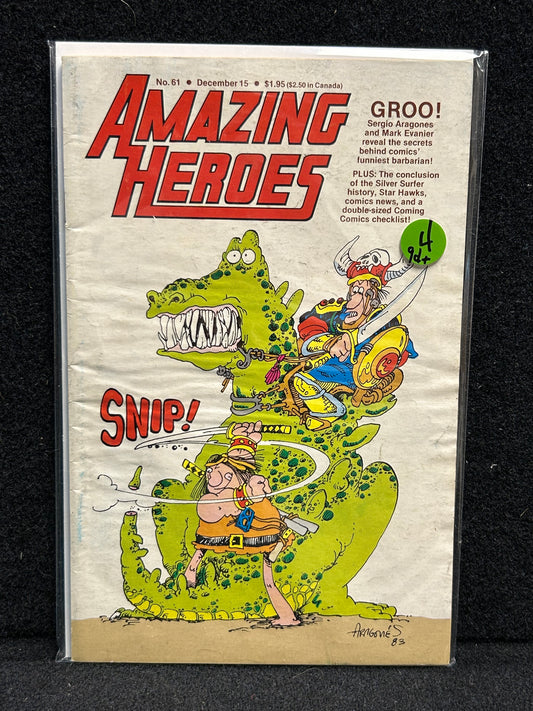 No. 61 • December 15 • $1.95 ($2.50 in Canada)
AMAZING
HEROES
GROO!
Sergio Aragones
and Mark Evanier
reveal the secrets
behind comics'
funniest barbarian!
PLUS: The conclusion
of the Silver Surfer
history, Star Hawks,
comics news, and a
double-sized Coming
Comics checklist!
4
gd+
SNIP!
ARAGONÉS
83